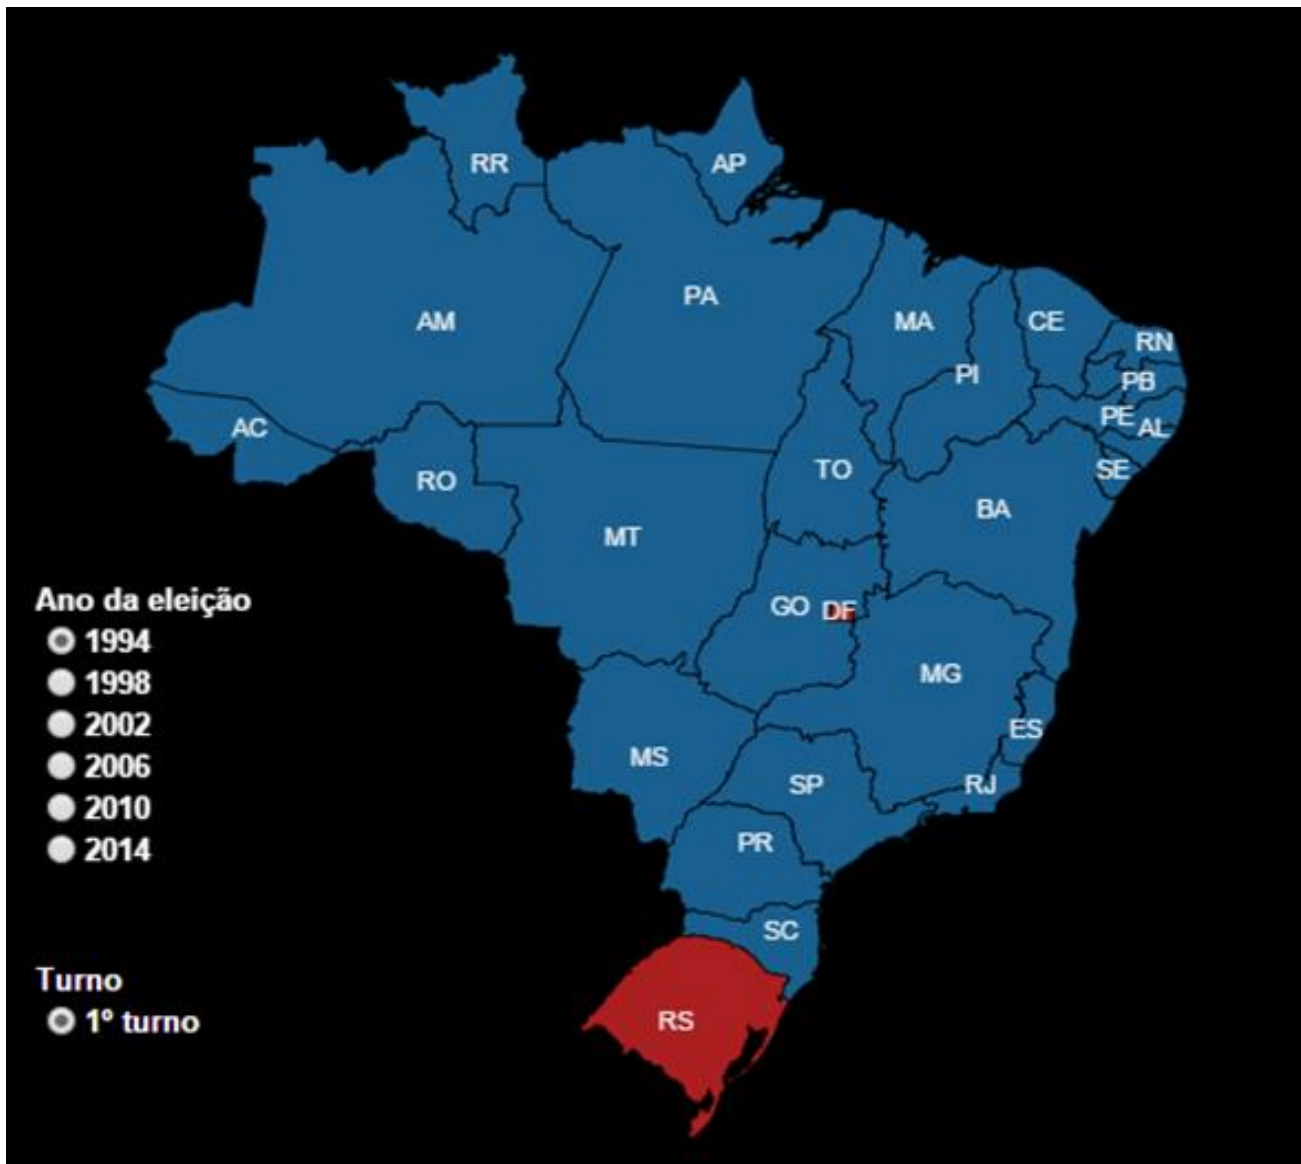 RR
AP
PA
AM
MA
CE
RN
PI
PB
PE
AL
AC
TO
SE
RO
BA
MT
Ano da eleição
GO
DF
1994
MG
1998
2002
ES
MS
2006
SP
RJ
2010
PR
2014
SC
Turno
1º turno
RS